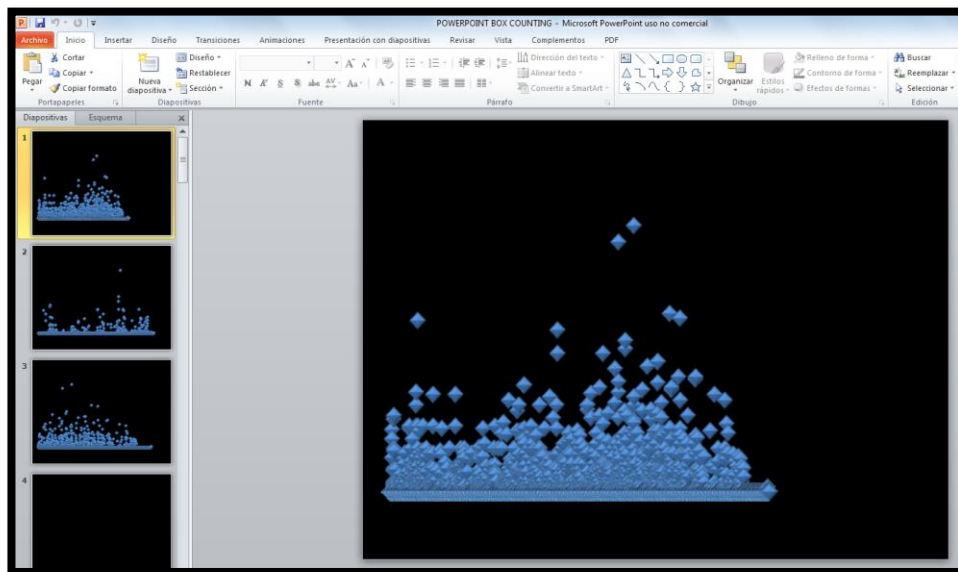 POWERPOINT BOX COUNTING - Microsoft PowerPoint uso no comercial
Archivo Inicio Insertar Diseño Transiciones Animaciones Presentación con diapositivas Revisar Vista Complementos PDF
Pegar
Cortar
Copiar
Copiar formato
Portapapeles
Nueva diapositiva
Diseño
Restablecer
Sección
Diapositivas
N K S S abc AV Aa A
Fuente
Dirección del texto
Alinear texto
Convertir a SmartArt
Párrafo
Organizar
Estilos rápidos
Relleno de forma
Contorno de forma
Efectos de formas
Dibujo
Buscar
Reemplazar
Seleccionar
Edición
Diapositivas Esquema
1
2
3
4